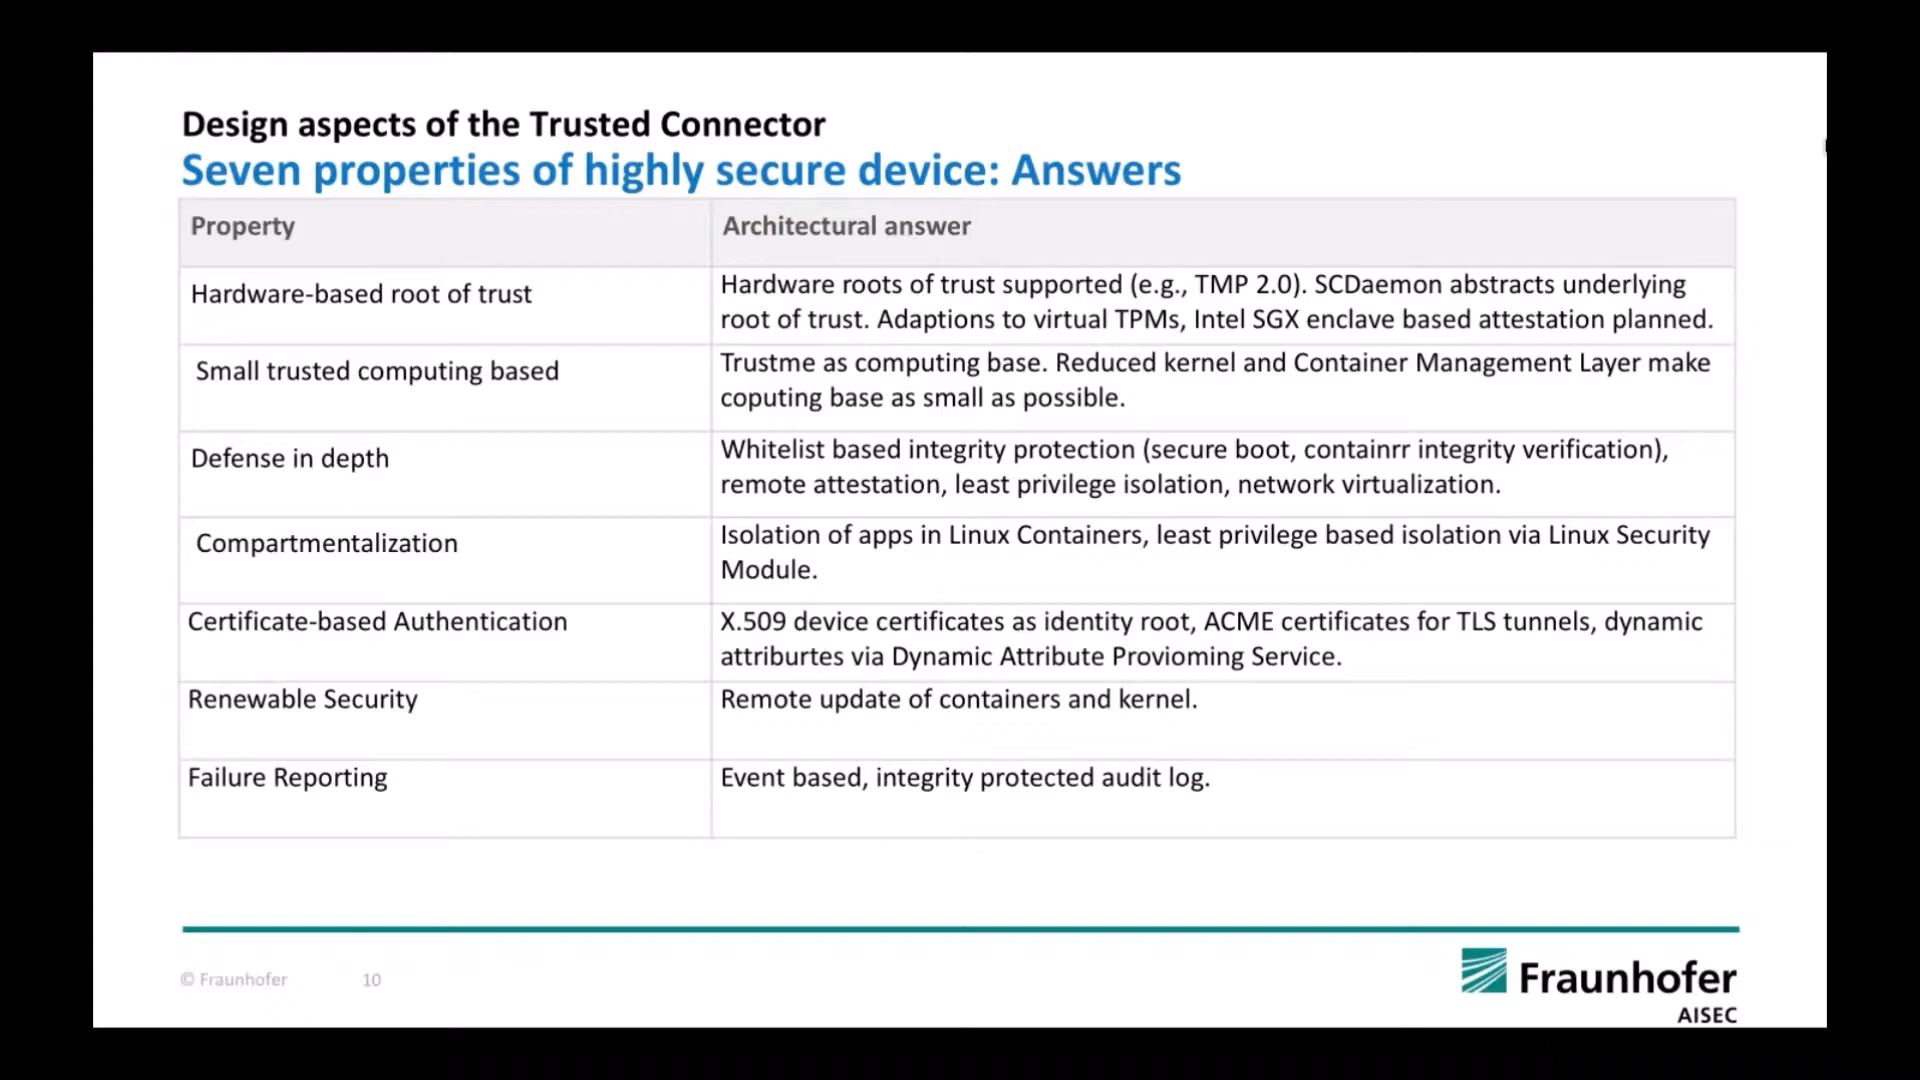 Design aspects of the Trusted Connector
Seven properties of highly secure device: Answers
Property
Architectural answer
Hardware-based root of trust
Hardware roots of trust supported (e.g., TMP 2.0). SCDaemon abstracts underlying
root of trust. Adaptions to virtual TPMs, Intel SGX enclave based attestation planned.
Small trusted computing based
Trustme as computing base. Reduced kernel and Container Management Layer make
coputing base as small as possible.
Defense in depth
Whitelist based integrity protection (secure boot, containrr integrity verification),
remote attestation, least privilege isolation, network virtualization.
Compartmentalization
Isolation of apps in Linux Containers, least privilege based isolation via Linux Security
Module.
Certificate-based Authentication
X.509 device certificates as identity root, ACME certificates for TLS tunnels, dynamic
attriburtes via Dynamic Attribute Provioming Service.
Renewable Security
Remote update of containers and kernel.
Failure Reporting
Event based, integrity protected audit log.
© Fraunhofer
10
Fraunhofer
AISEC